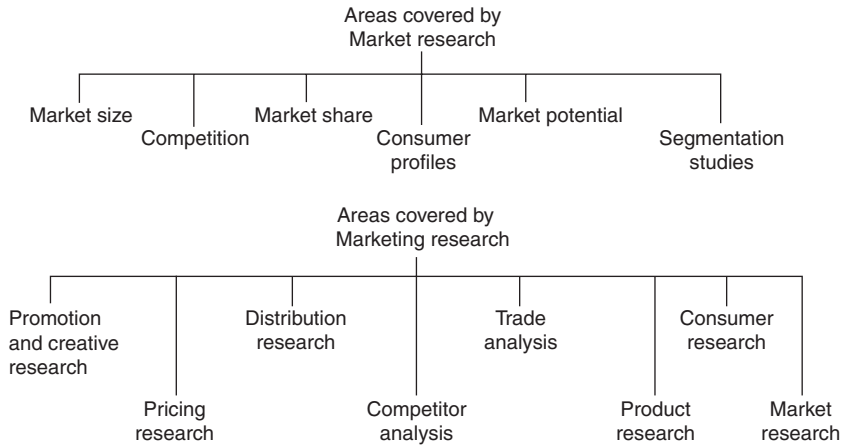 Areas covered by
Market research
Market size
Competition
Market share
Consumer
profiles
Market potential
Segmentation
studies
Areas covered by
Marketing research
Promotion
and creative
research
Pricing
research
Distribution
research
Competitor
analysis
Trade
analysis
Product
research
Consumer
research
Market
research